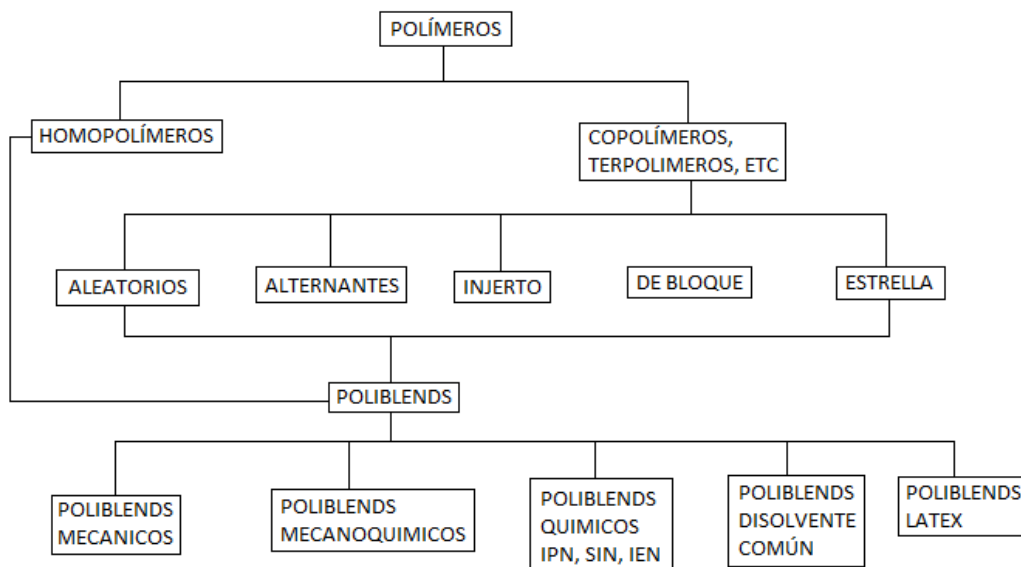 POLÍMEROS
HOMOPOLÍMEROS
COPOLÍMEROS,
TERPOLIMEROS, ETC
ALEATORIOS
ALTERNANTES
INJERTO
DE BLOQUE
ESTRELLA
POLIBLENDS
POLIBLENDS
MECANICOS
POLIBLENDS
MECANOQUIMICOS
POLIBLENDS
QUIMICOS
IPN, SIN, IEN
POLIBLENDS
DISOLVENTE
COMÚN
POLIBLENDS
LATEX